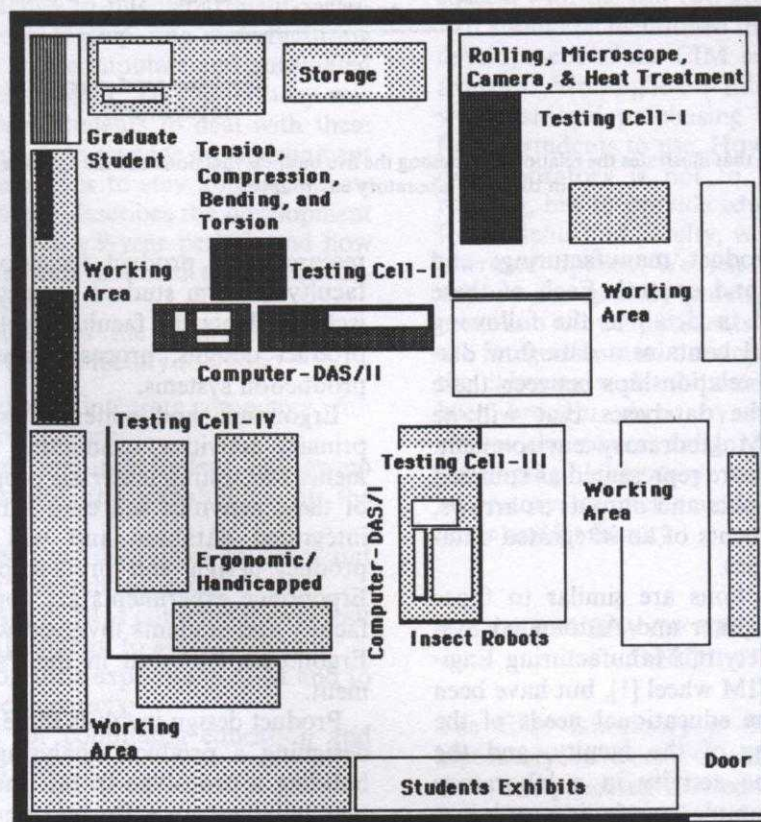 Storage
Rolling, Microscope,
Camera, & Heat Treatment
Testing Cell-I
Graduate
Student
Tension,
Compression,
Bending, and
Torsion
Working
Area
Testing Cell-II
Working
Area
Computer-DAS/II
Testing Cell-IV
Testing Cell-III
Working
Area
Computer-DAS/I
Ergonomic/
Handicapped
Insect Robots
Working
Area
Door
Students Exhibits